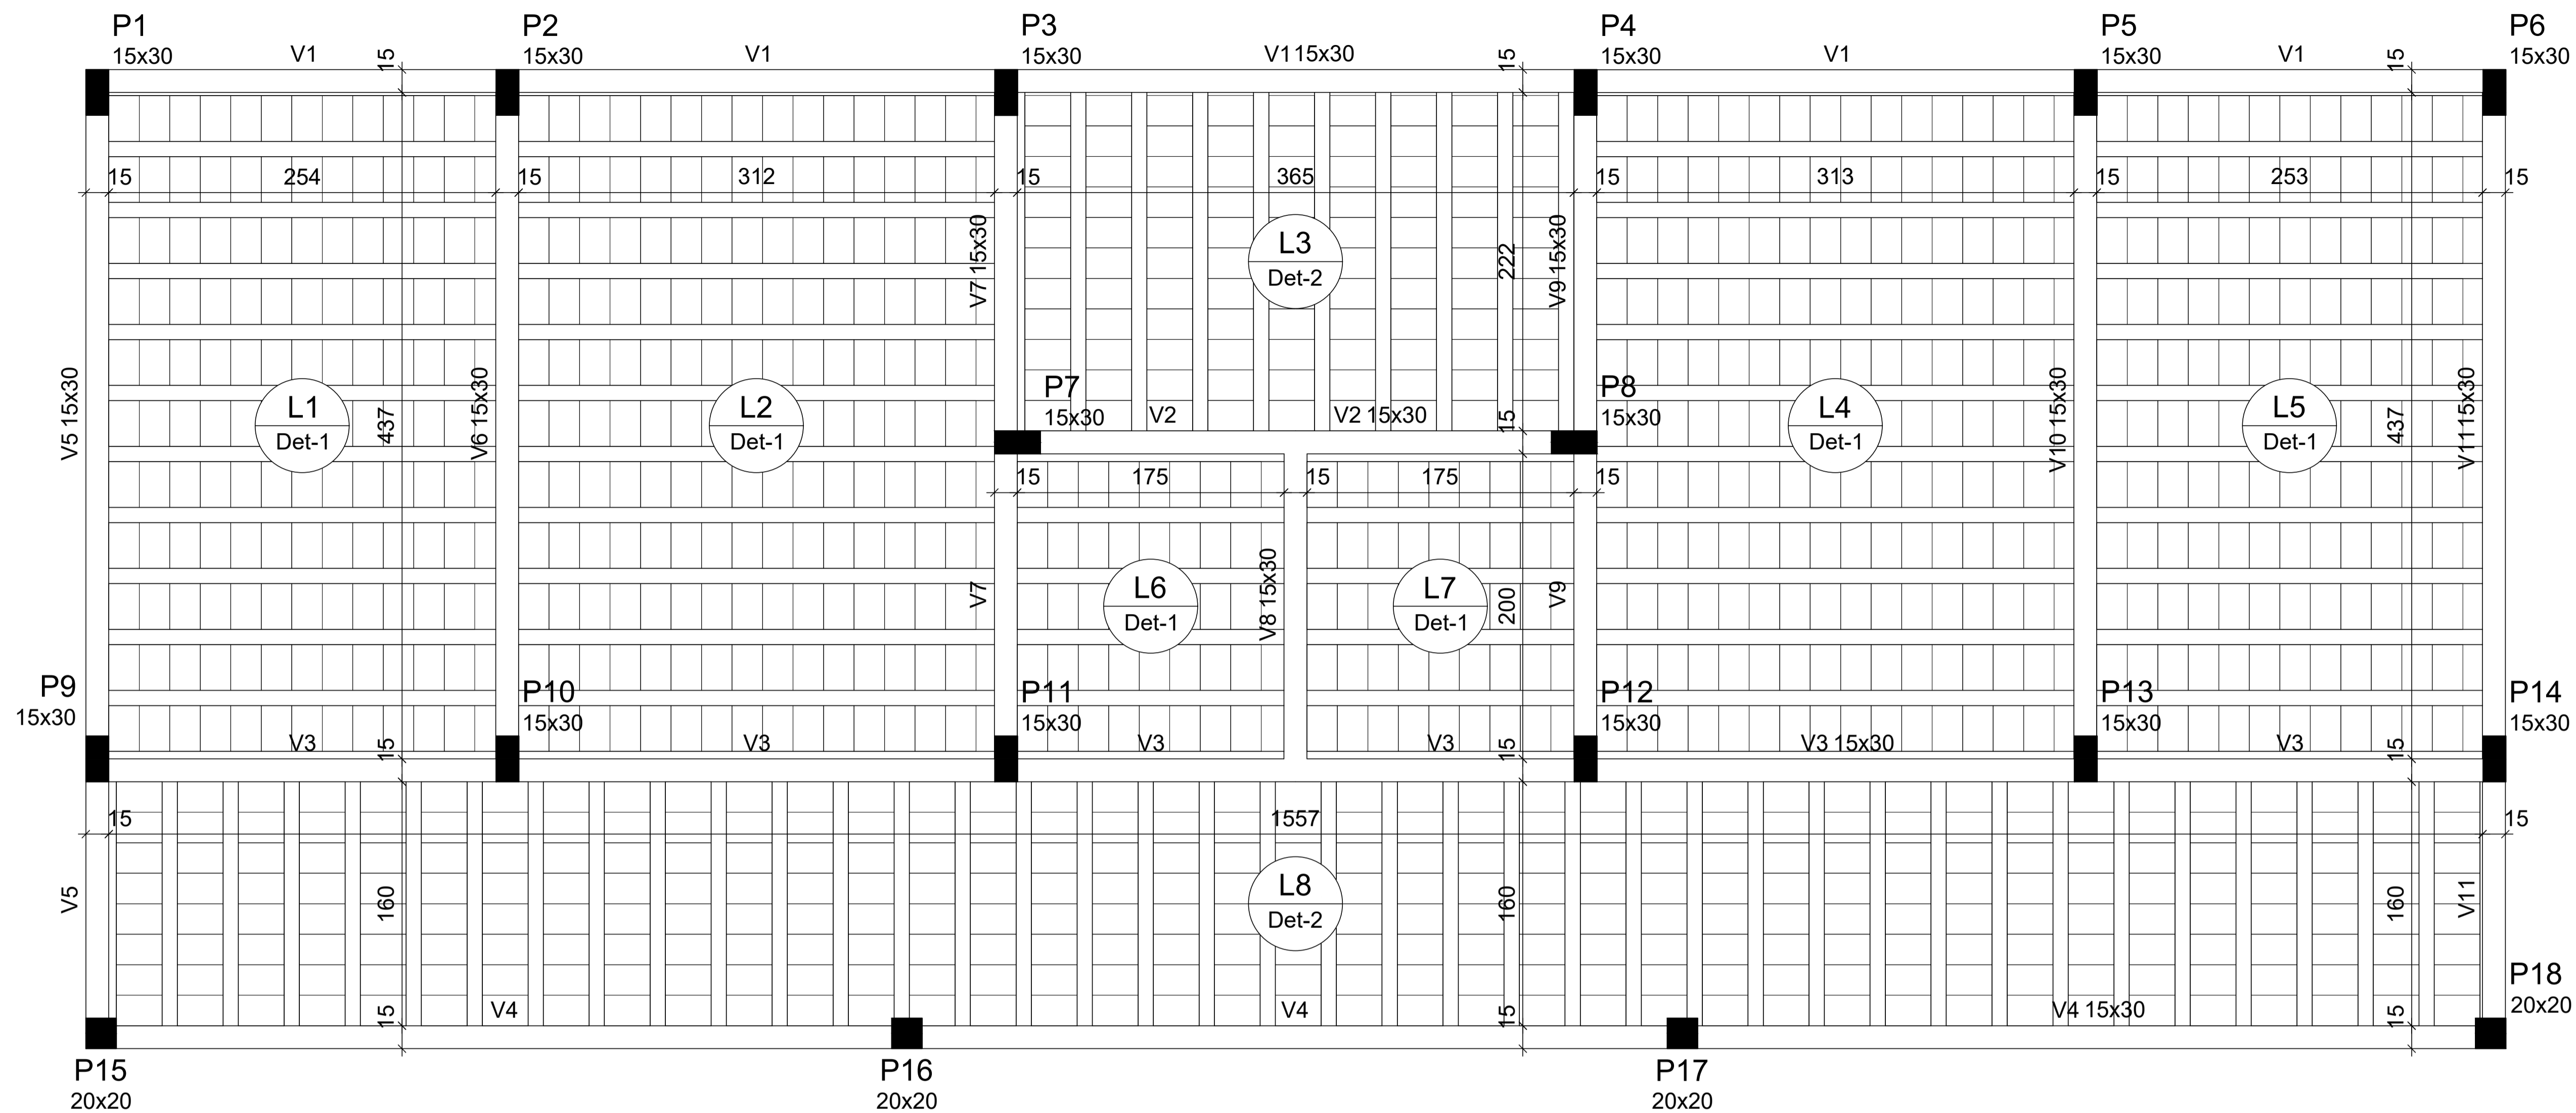 P1
15x30
V1
15
P2
15x30
V1
P3
15x30
V1 15x30
15
P4
15x30
V1
P5
15x30
V1
15
P6
15x30
15
254
15
312
15
365
15
313
15
253
15
V7 15x30
L3
Det-2
222
V9 15x30
V5 15x30
L1
Det-1
437
V6 15x30
L2
Det-1
P7
15x30
V2
V2 15x30
15
P8
15x30
L4
Det-1
V10 15x30
L5
Det-1
437
V11 15x30
15
175
15
175
15
V7
L6
Det-1
V8 15x30
L7
Det-1
200
V9
P9
15x30
V3
15
P10
15x30
V3
P11
15x30
V3
V3
15
P12
15x30
V3 15x30
P13
15x30
V3
15
P14
15x30
15
1557
15
V5
160
L8
Det-2
160
160
V11
15
V4
V4
15
V4 15x30
15
P18
20x20
P15
20x20
P16
20x20
P17
20x20